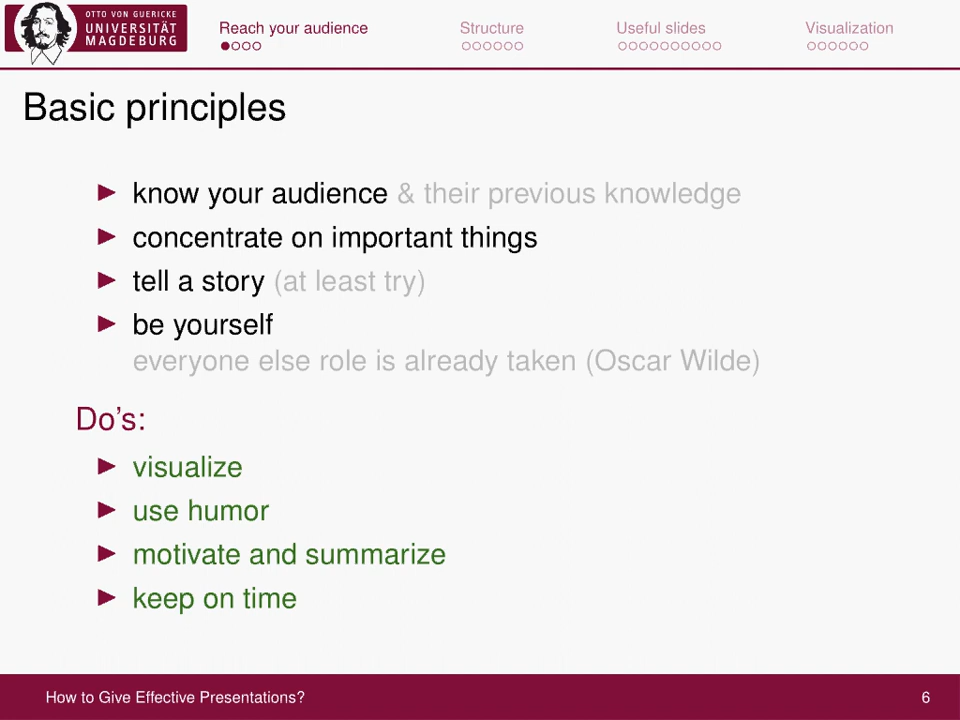 OTTO VON GUERICKE
UNIVERSITÄT
MAGDEBURG
Reach your audience
Structure
Useful slides
Visualization
Basic principles
know your audience & their previous knowledge
concentrate on important things
tell a story (at least try)
be yourself
everyone else role is already taken (Oscar Wilde)
Do's:
visualize
use humor
motivate and summarize
keep on time
How to Give Effective Presentations?
6